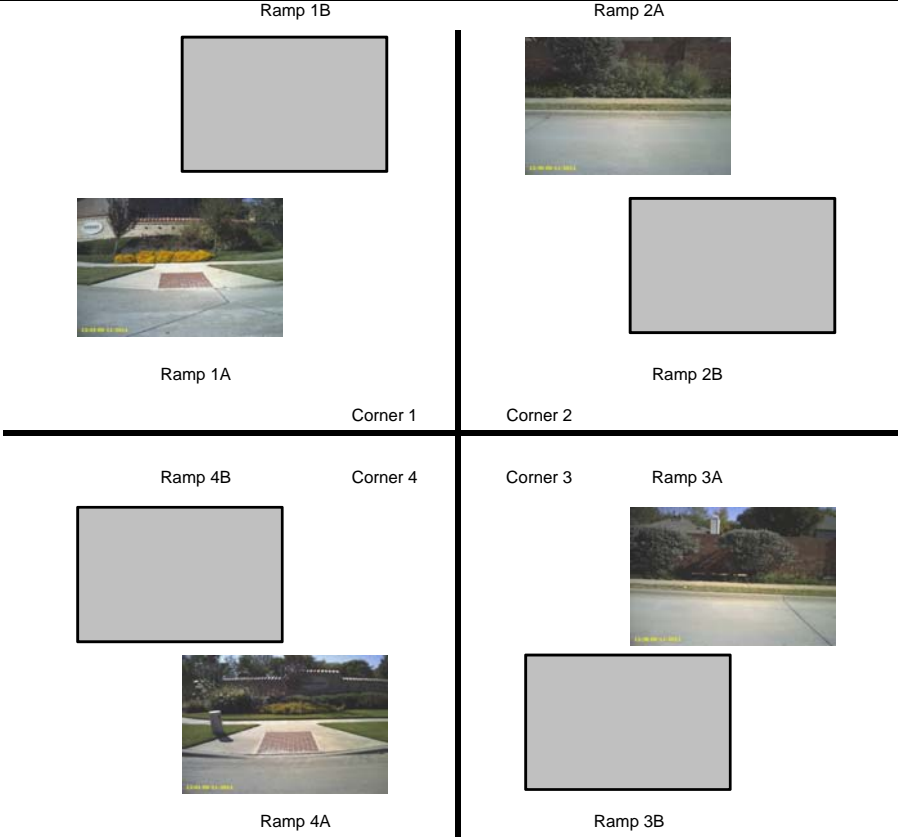 Ramp 1B
Ramp 2A
Ramp 1A
Ramp 2B
Corner 1
Corner 2
Ramp 4B
Corner 4
Corner 3
Ramp 3A
Ramp 4A
Ramp 3B